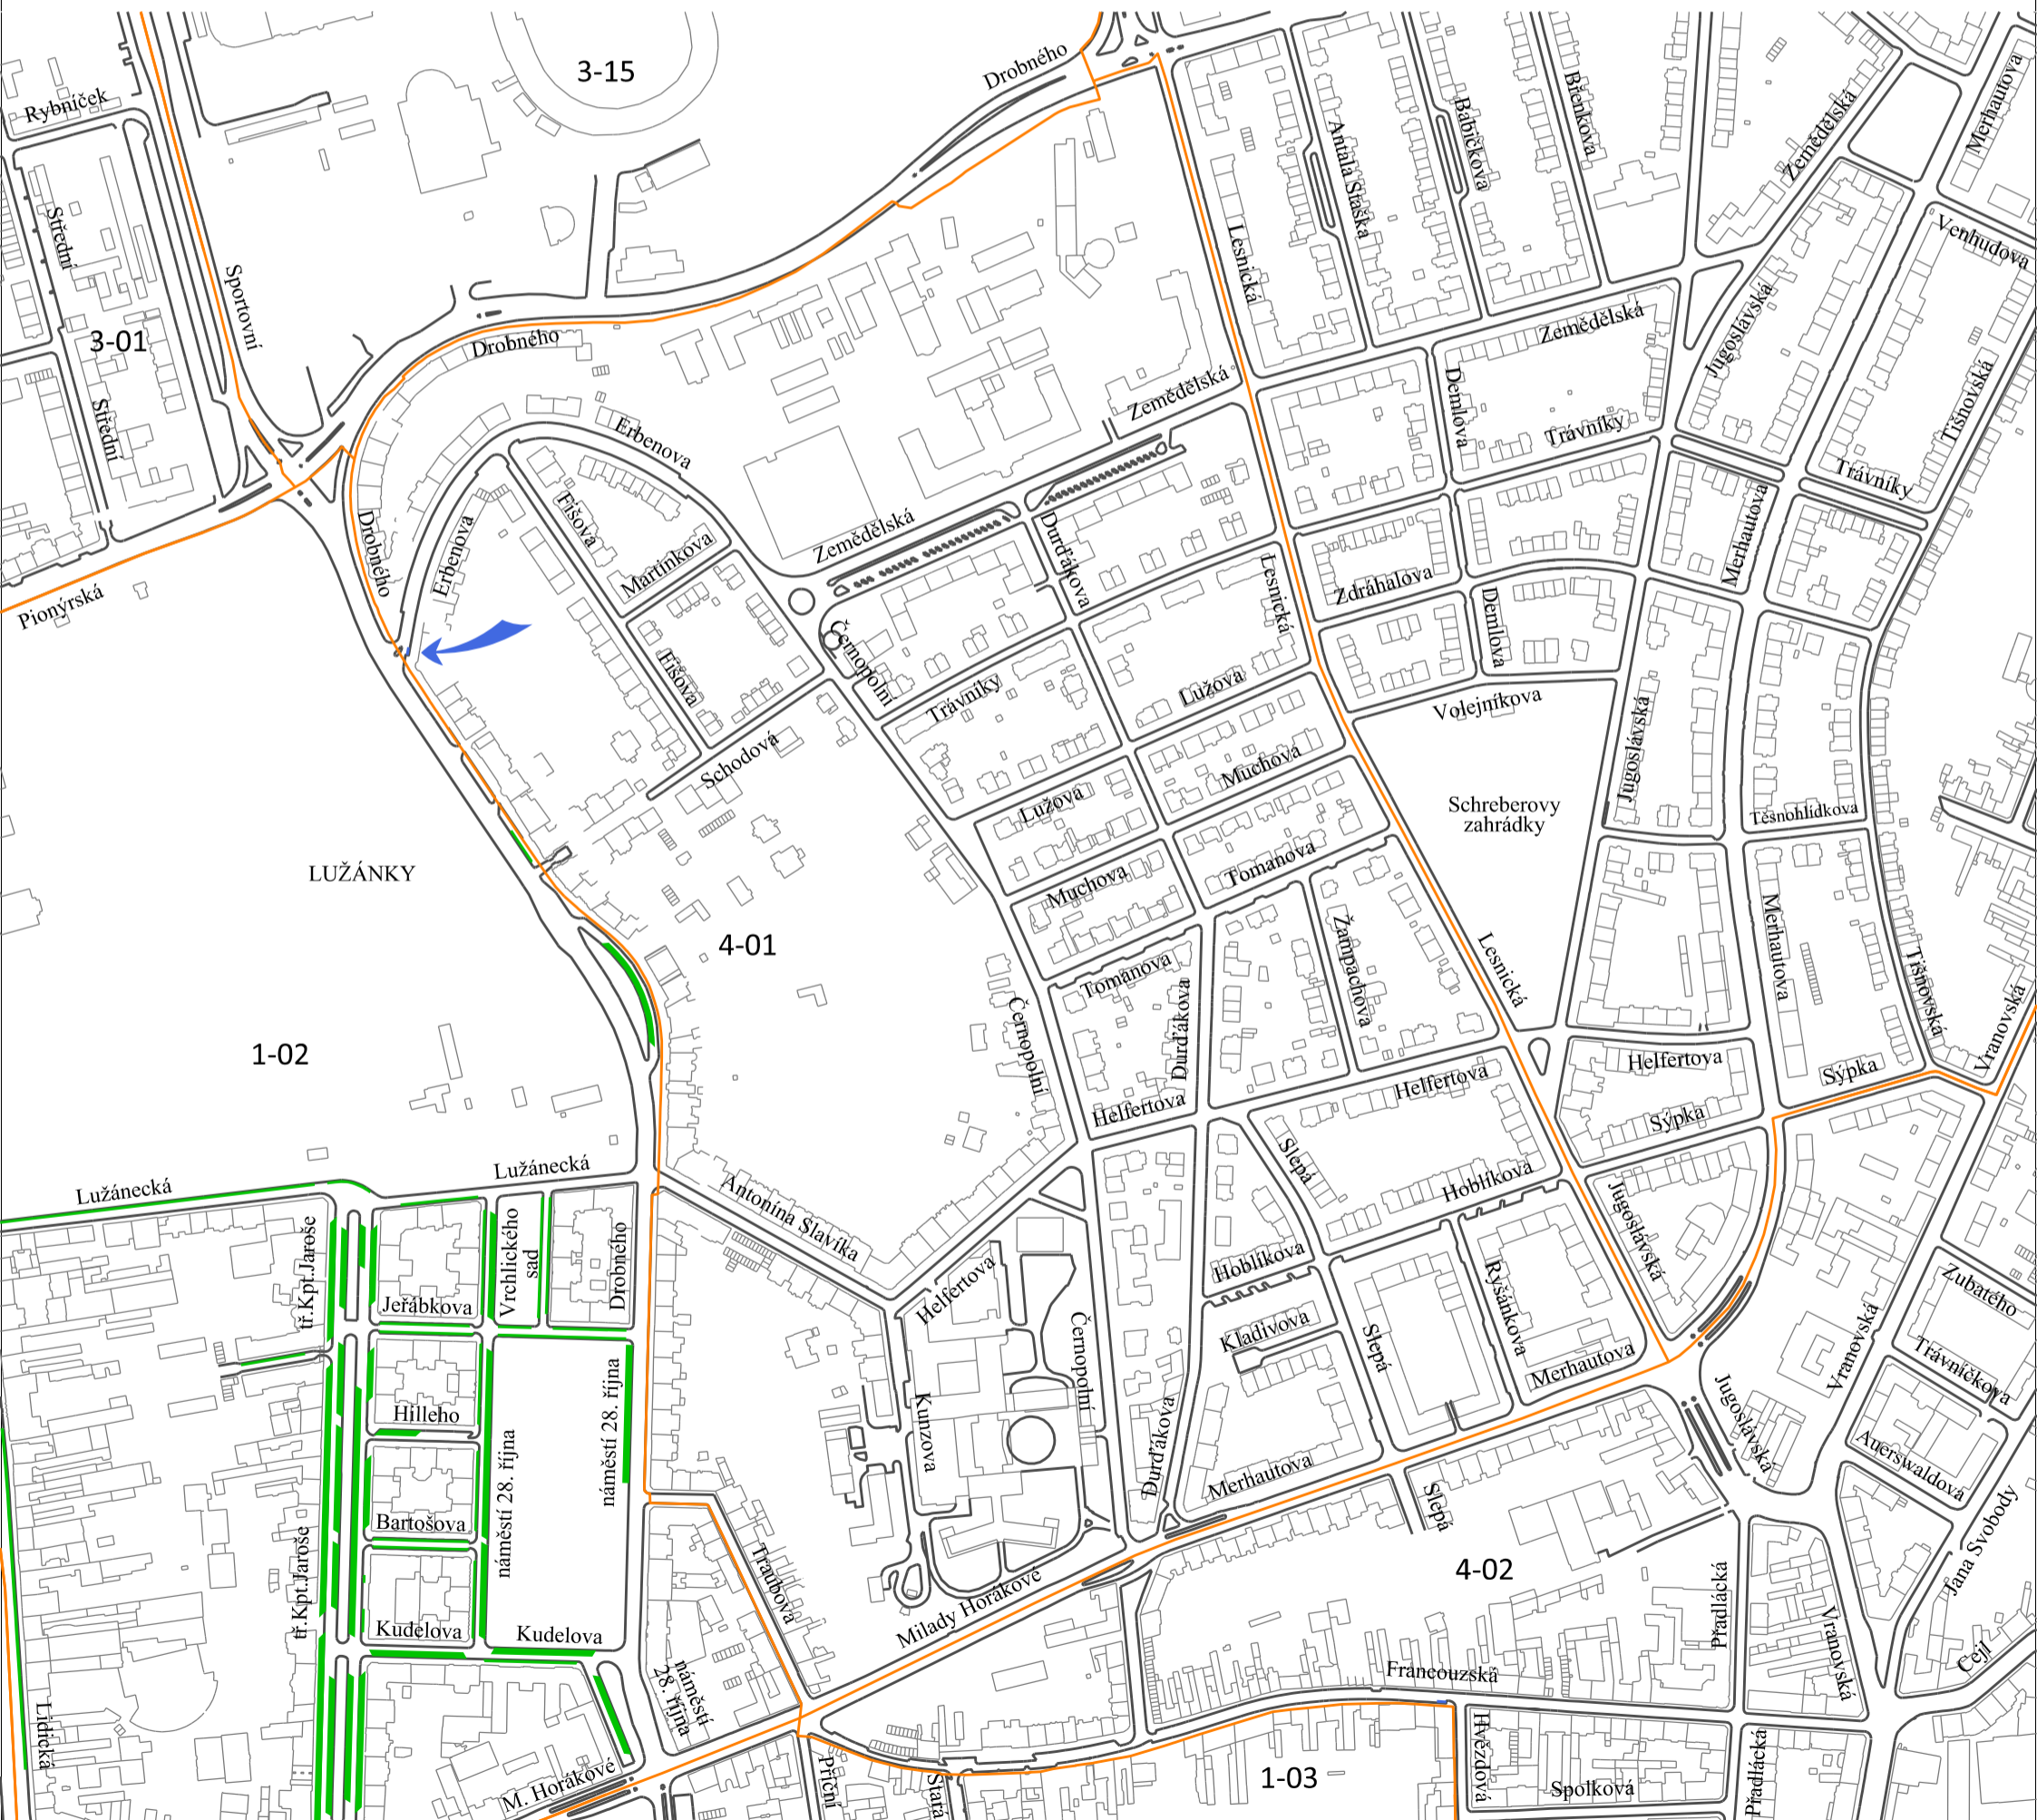 3-15
Drobného
Rybníček
Antala Staška
Babičkova
Břenkova
Zemědělská
Merhautova
Střední
Sportovní
Lesnická
Venhudova
3-01
Drobného
Zemědělská
Jugoslávská
Tišnovská
Střední
Erbenova
Zemědělská
Demlova
Trávníky
Trávníky
Fišova
Zemědělská
Durďákova
Merhautova
Drobného
Erbenova
Martinkova
Lesnická
Zdráhalova
Demlova
Pionýrská
Fišova
Černopolní
Trávníky
Lužova
Volejníkova
Jugoslávská
Schodová
Muchova
Lužova
Schreberovy
zahrádky
Těsnohlídkova
LUŽÁNKY
Muchova
Tomanova
4-01
Žampachova
Lesnická
Merhautova
Tišnovská
Tomanova
Durďákova
Černopolní
Vranovská
1-02
Helfertova
Helfertova
Sýpka
Helfertova
Sýpka
Lužánecká
Lužánecká
Antonína Slavíka
Slepá
Hoblíkova
Jugoslávská
tř.Kpt.Jaroše
Vrchlického
sad
Drobného
Jeřábkova
Helfertova
Hoblíkova
Kladivova
Slepá
Ryšánkova
Merhautova
Zubatého
Trávníčkova
Vranovská
Černopolní
Kunzova
Durďákova
Hilleho
náměstí 28. října
náměstí 28. října
Jugoslávská
Auerswaldova
Merhautova
Slepá
Bartošova
tř.Kpt.Jaroše
Traubova
Milady Horákové
4-02
Jana Svobody
Přadlácká
Vranovská
Kudelova
Kudelova
náměstí
28. října
Francouzská
Cejl
Lidická
M. Horákové
Příční
Stará
1-03
Hvězdová
Spolková
Přadlácká